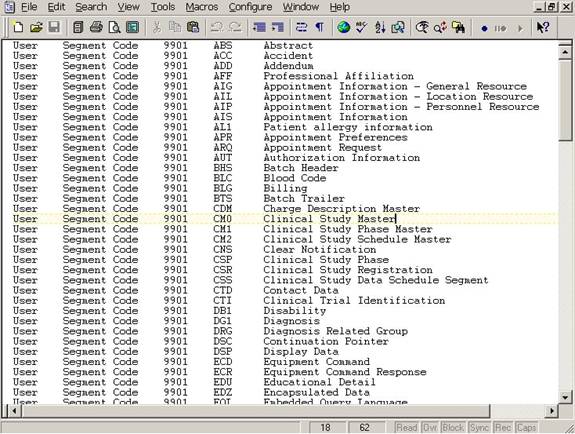 File Edit Search View Tools Macros Configure Window Help
User Segment Code 9901 ABS Abstract
User Segment Code 9901 ACC Accident
User Segment Code 9901 ADD Addendum
User Segment Code 9901 AFF Professional Affiliation
User Segment Code 9901 AIG Appointment Information - General Resource
User Segment Code 9901 AIL Appointment Information - Location Resource
User Segment Code 9901 AIP Appointment Information - Personnel Resource
User Segment Code 9901 AIS Appointment Information
User Segment Code 9901 AL1 Patient allergy information
User Segment Code 9901 APR Appointment Preferences
User Segment Code 9901 ARQ Appointment Request
User Segment Code 9901 AUT Authorization Information
User Segment Code 9901 BHS Batch Header
User Segment Code 9901 BLC Blood Code
User Segment Code 9901 BLG Billing
User Segment Code 9901 BTS Batch Trailer
User Segment Code 9901 CDM Charge Description Master
User Segment Code 9901 CM0 Clinical Study Master
User Segment Code 9901 CM1 Clinical Study Phase Master
User Segment Code 9901 CM2 Clinical Study Schedule Master
User Segment Code 9901 CNS Clear Notification
User Segment Code 9901 CSP Clinical Study Phase
User Segment Code 9901 CSR Clinical Study Registration
User Segment Code 9901 CSS Clinical Study Data Schedule Segment
User Segment Code 9901 CTD Contact Data
User Segment Code 9901 CTI Clinical Trial Identification
User Segment Code 9901 DB1 Disability
User Segment Code 9901 DG1 Diagnosis
User Segment Code 9901 DRG Diagnosis Related Group
User Segment Code 9901 DSC Continuation Pointer
User Segment Code 9901 DSP Display Data
User Segment Code 9901 ECD Equipment Command
User Segment Code 9901 ECR Equipment Command Response
User Segment Code 9901 EDU Educational Detail
User Segment Code 9901 EDZ Encapsulated Data
User Segment Code 9901 EQL Embedded Query Language
18 62 Read Ovr Block Sync Rec Caps